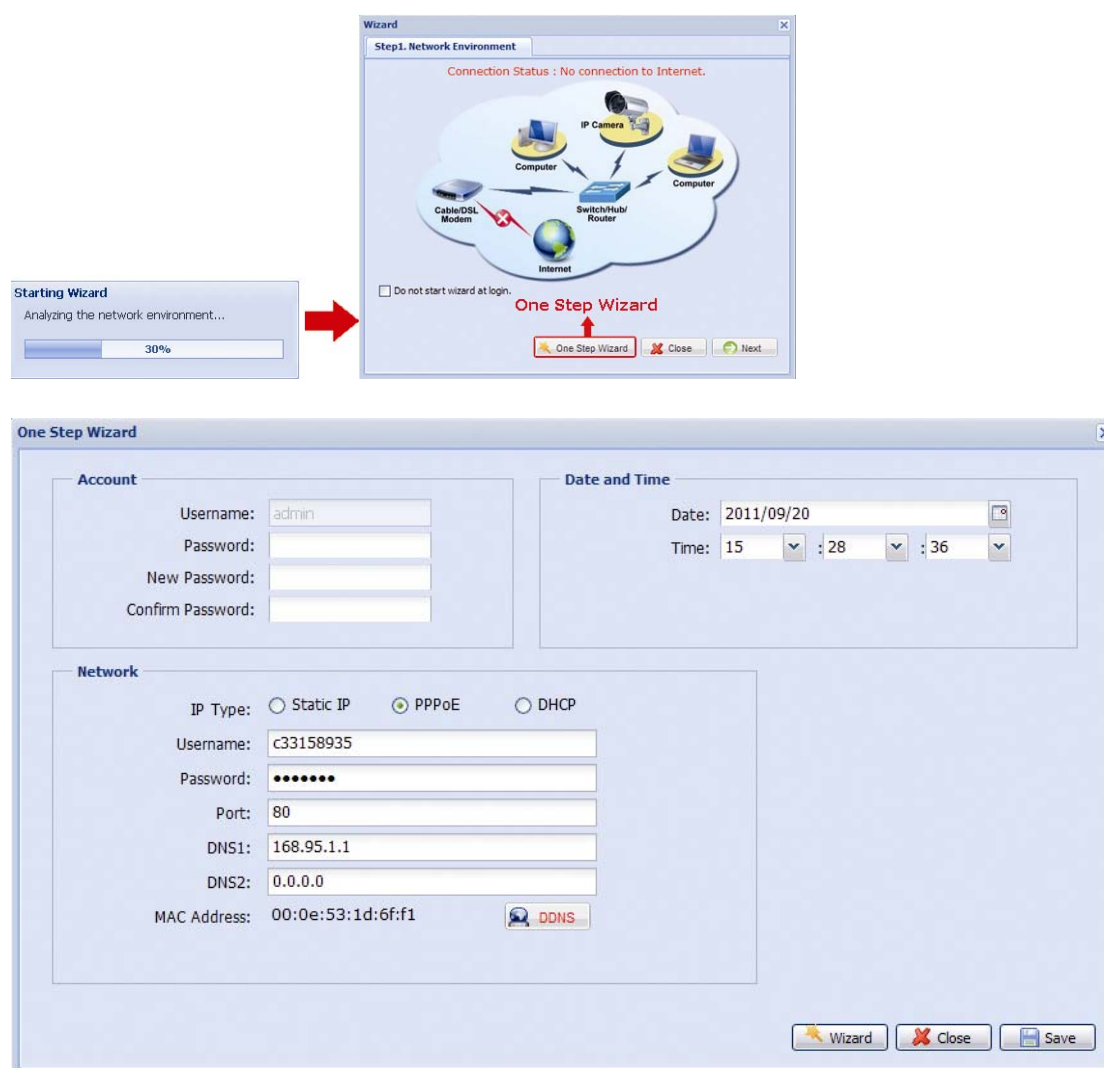 Wizard
Step1. Network Environment
Connection Status : No connection to Internet.
IP Camera
Computer
Computer
Cable/DSL
Modem
Switch/Hub/
Router
Internet
Do not start wizard at login.
One Step Wizard
One Step Wizard
Close
Next
Starting Wizard
Analyzing the network environment...
30%
One Step Wizard
Account
Username: admin
Password:
New Password:
Confirm Password:
Date and Time
Date: 2011/09/20
Time: 15 : 28 : 36
Network
IP Type: Static IP PPPoE DHCP
Username: c33158935
Password: •••••••
Port: 80
DNS1: 168.95.1.1
DNS2: 0.0.0.0
MAC Address: 00:0e:53:1d:6f:f1 DDNS
Wizard Close Save